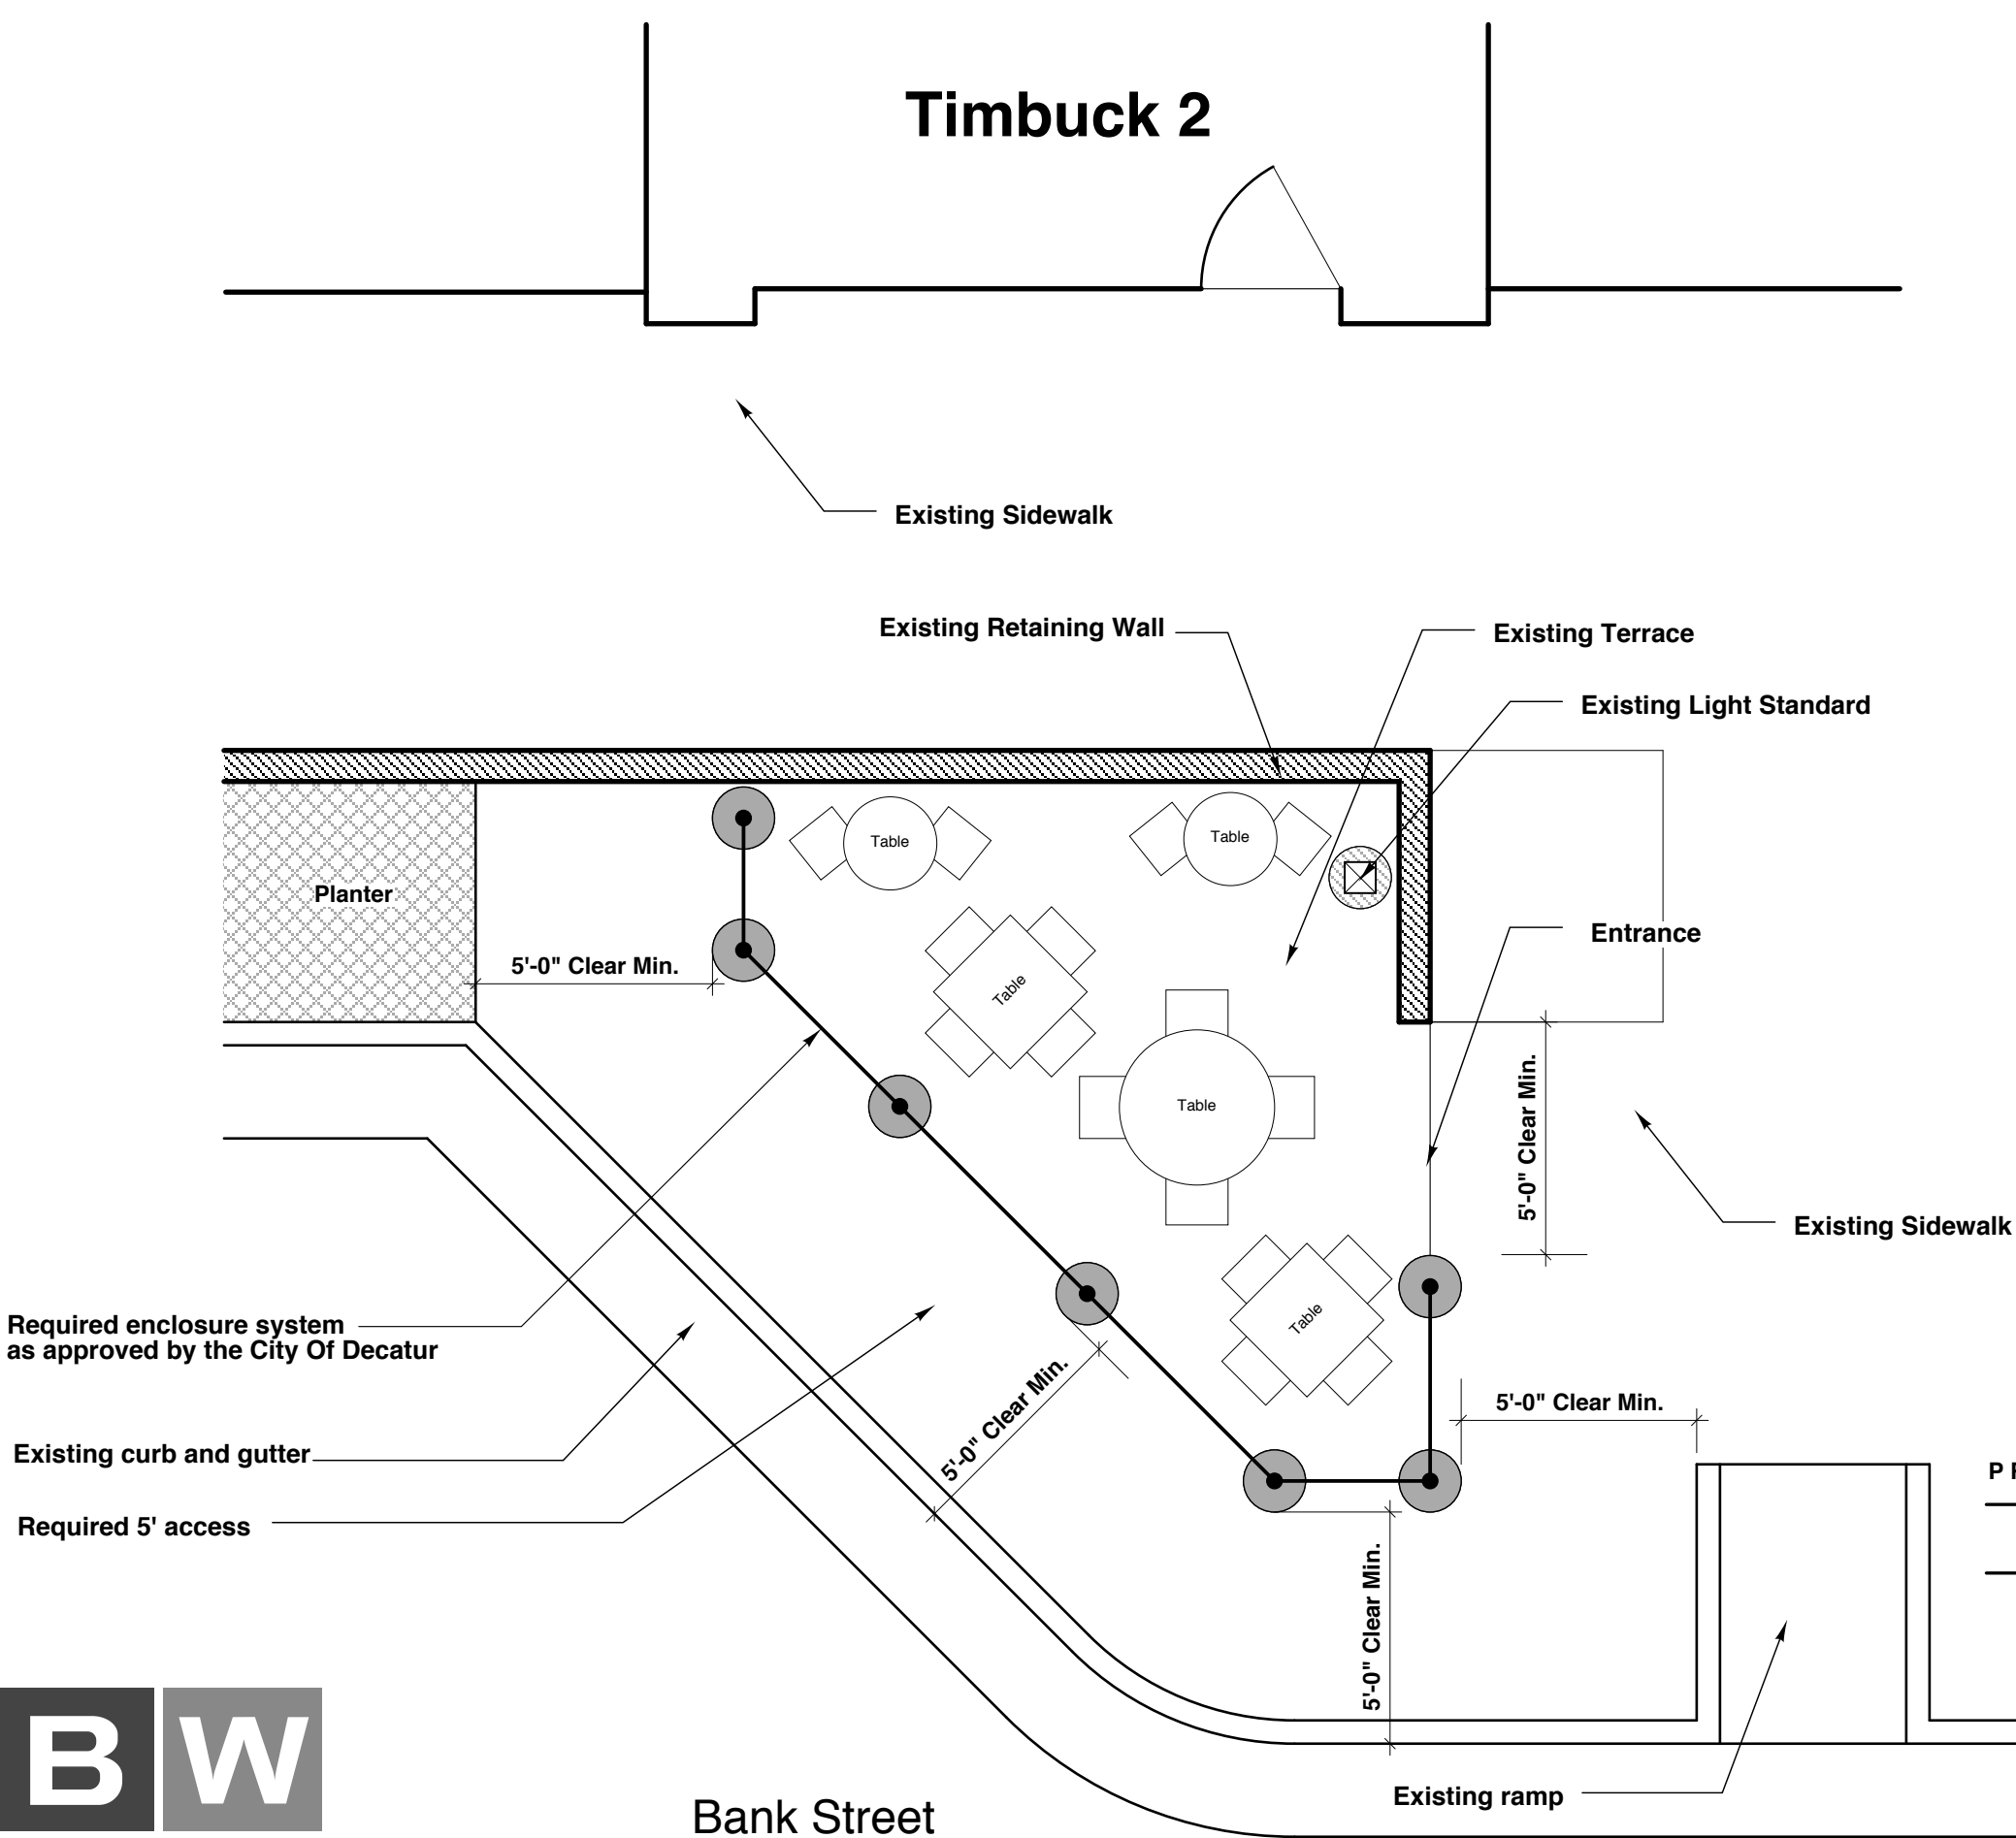 Timbuck 2
Existing Sidewalk
Existing Retaining Wall
Existing Terrace
Existing Light Standard
Table
Table
Planter
Entrance
5'-0" Clear Min.
Table
Table
5'-0" Clear Min.
Existing Sidewalk
Required enclosure system
as approved by the City Of Decatur
Table
5'-0" Clear Min.
5'-0" Clear Min.
Existing curb and gutter
P
Required 5' access
5'-0" Clear Min.
B W
Existing ramp
Bank Street